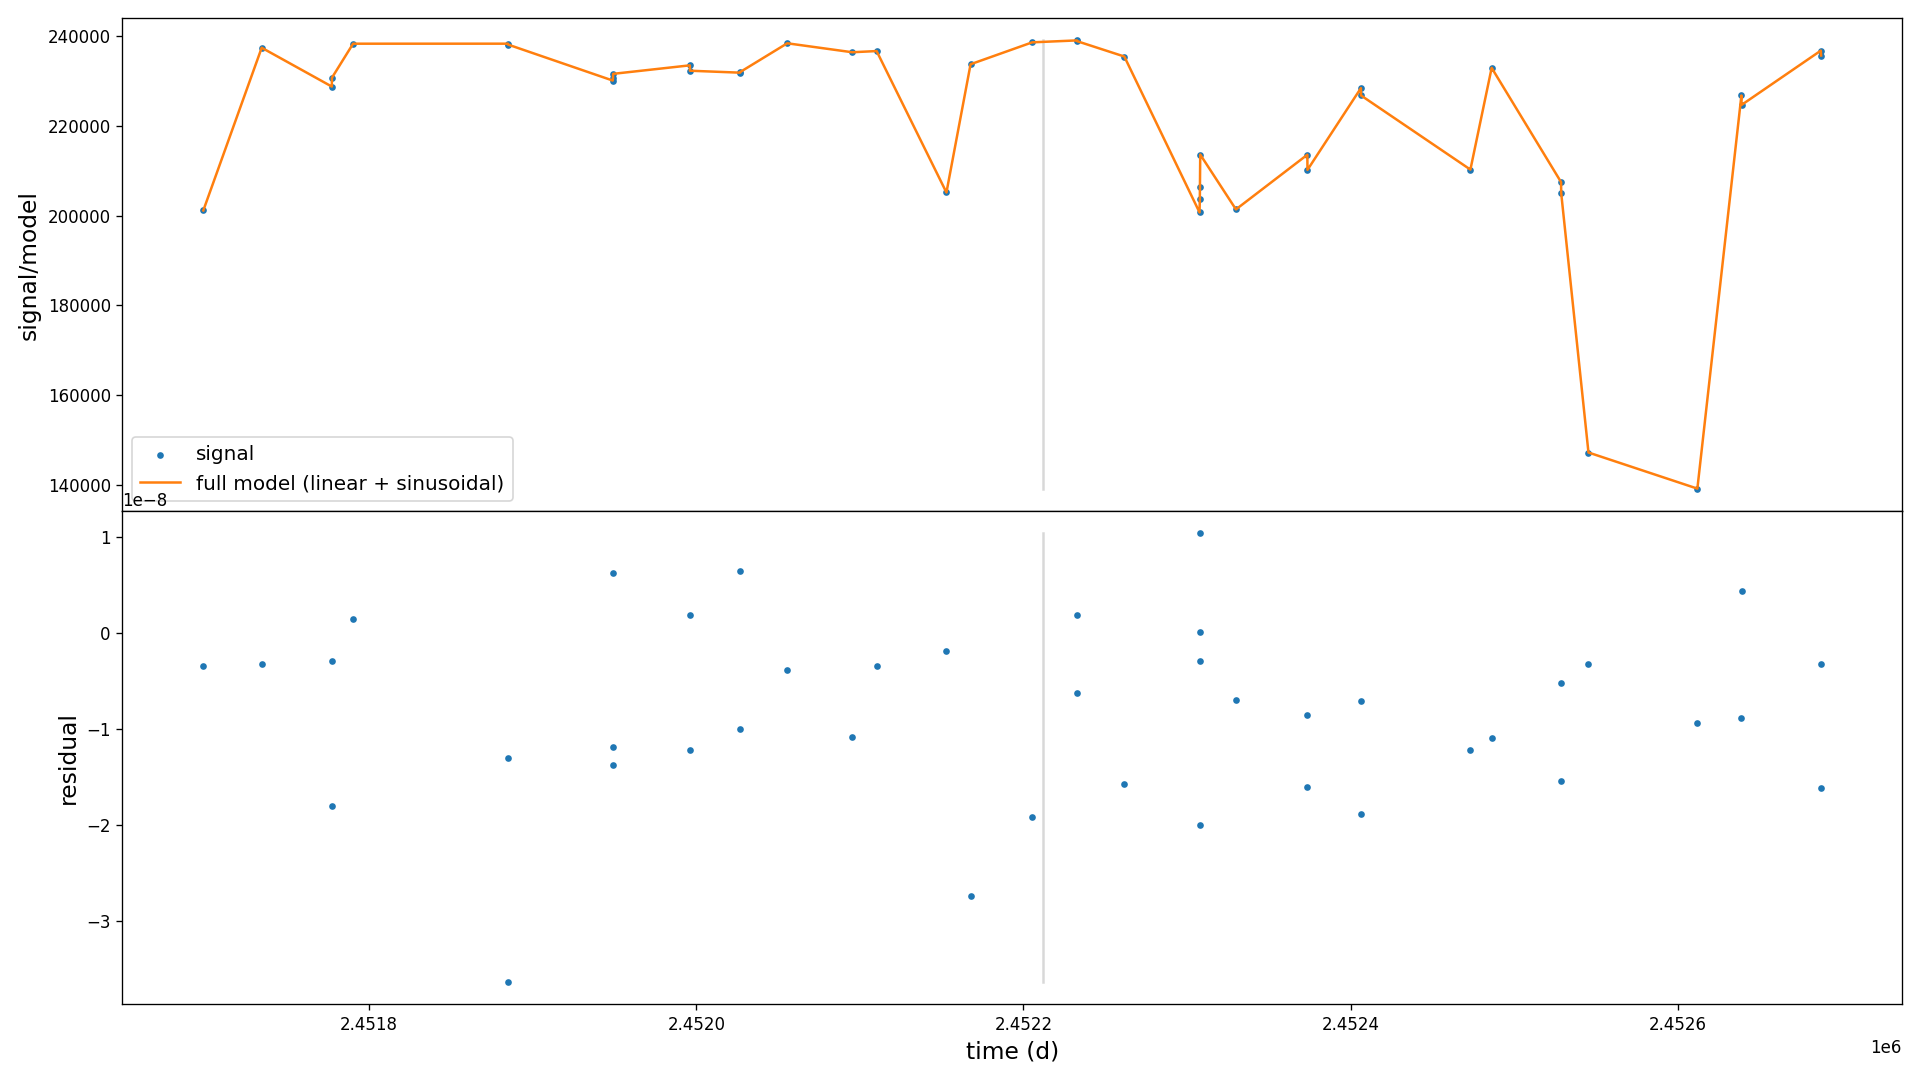 240000
220000
200000
180000
160000
140000
signal/model
signal
full model (linear + sinusoidal)
1e−8
1
0
−1
−2
−3
residual
2.4518
2.4520
2.4522
2.4524
2.4526
1e6
time (d)